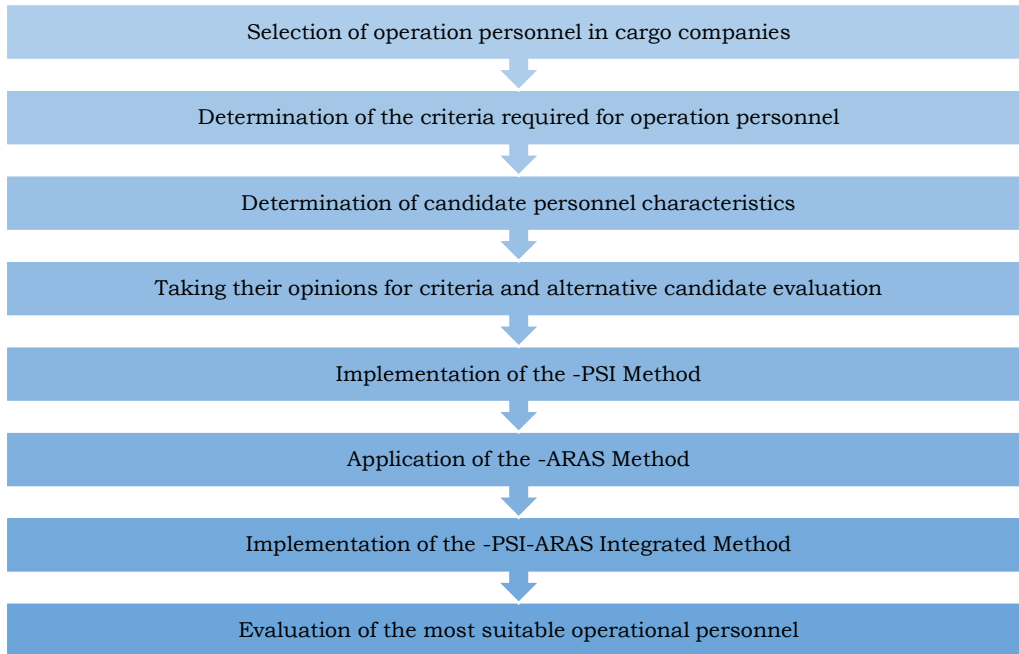 Selection of operation personnel in cargo companies
Determination of the criteria required for operation personnel
Determination of candidate personnel characteristics
Taking their opinions for criteria and alternative candidate evaluation
Implementation of the -PSI Method
Application of the -ARAS Method
Implementation of the -PSI-ARAS Integrated Method
Evaluation of the most suitable operational personnel